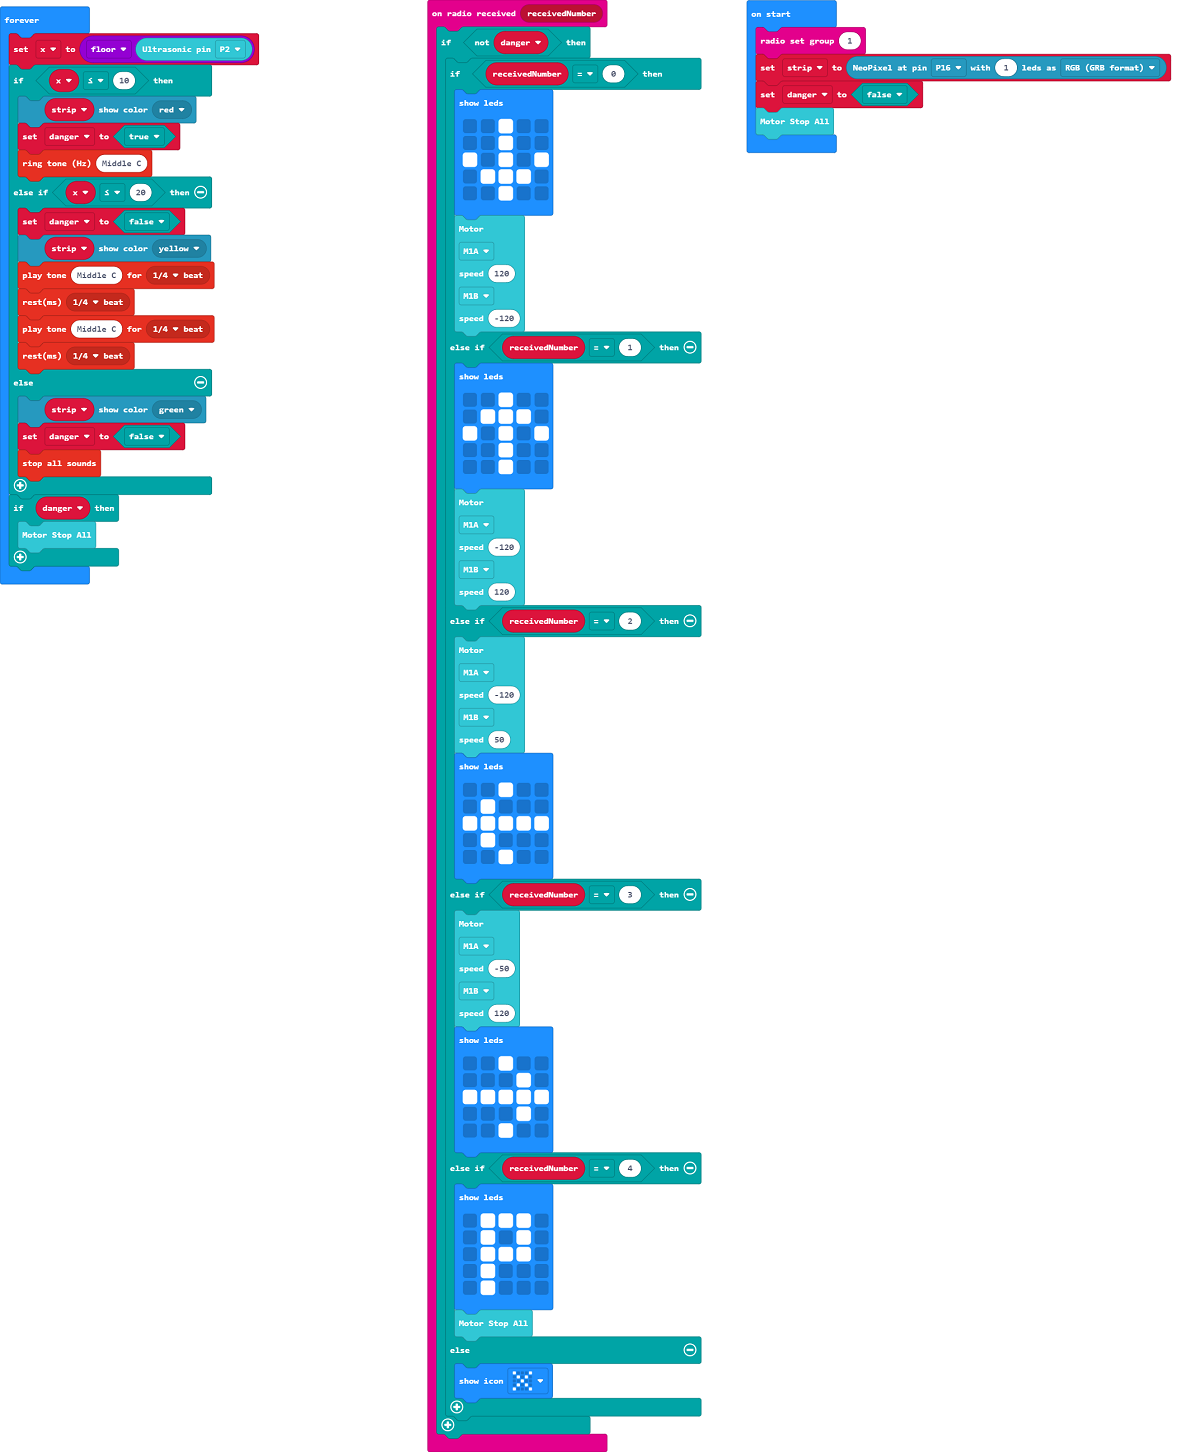 forever
set x to floor Ultrasonic pin P2
if x ≤ 10 then
strip show color red
set danger to true
ring tone (Hz) Middle C
else if x ≤ 20 then
set danger to false
strip show color yellow
play tone Middle C for 1/4 beat
rest(ms) 1/4 beat
play tone Middle C for 1/4 beat
rest(ms) 1/4 beat
else
strip show color green
set danger to false
stop all sounds
if danger then
Motor Stop All
on radio received receivedNumber
if not danger then
if receivedNumber = 0 then
show leds
Motor
M1A
speed 120
M1B
speed -120
else if receivedNumber = 1 then
show leds
Motor
M1A
speed -120
M1B
speed 120
else if receivedNumber = 2 then
Motor
M1A
speed -120
M1B
speed 50
show leds
else if receivedNumber = 3 then
Motor
M1A
speed -50
M1B
speed 120
show leds
else if receivedNumber = 4 then
show leds
Motor Stop All
else
show icon
on start
radio set group 1
set strip to NeoPixel at pin P16 with 1 leds as RGB (GRB format)
set danger to false
Motor Stop All